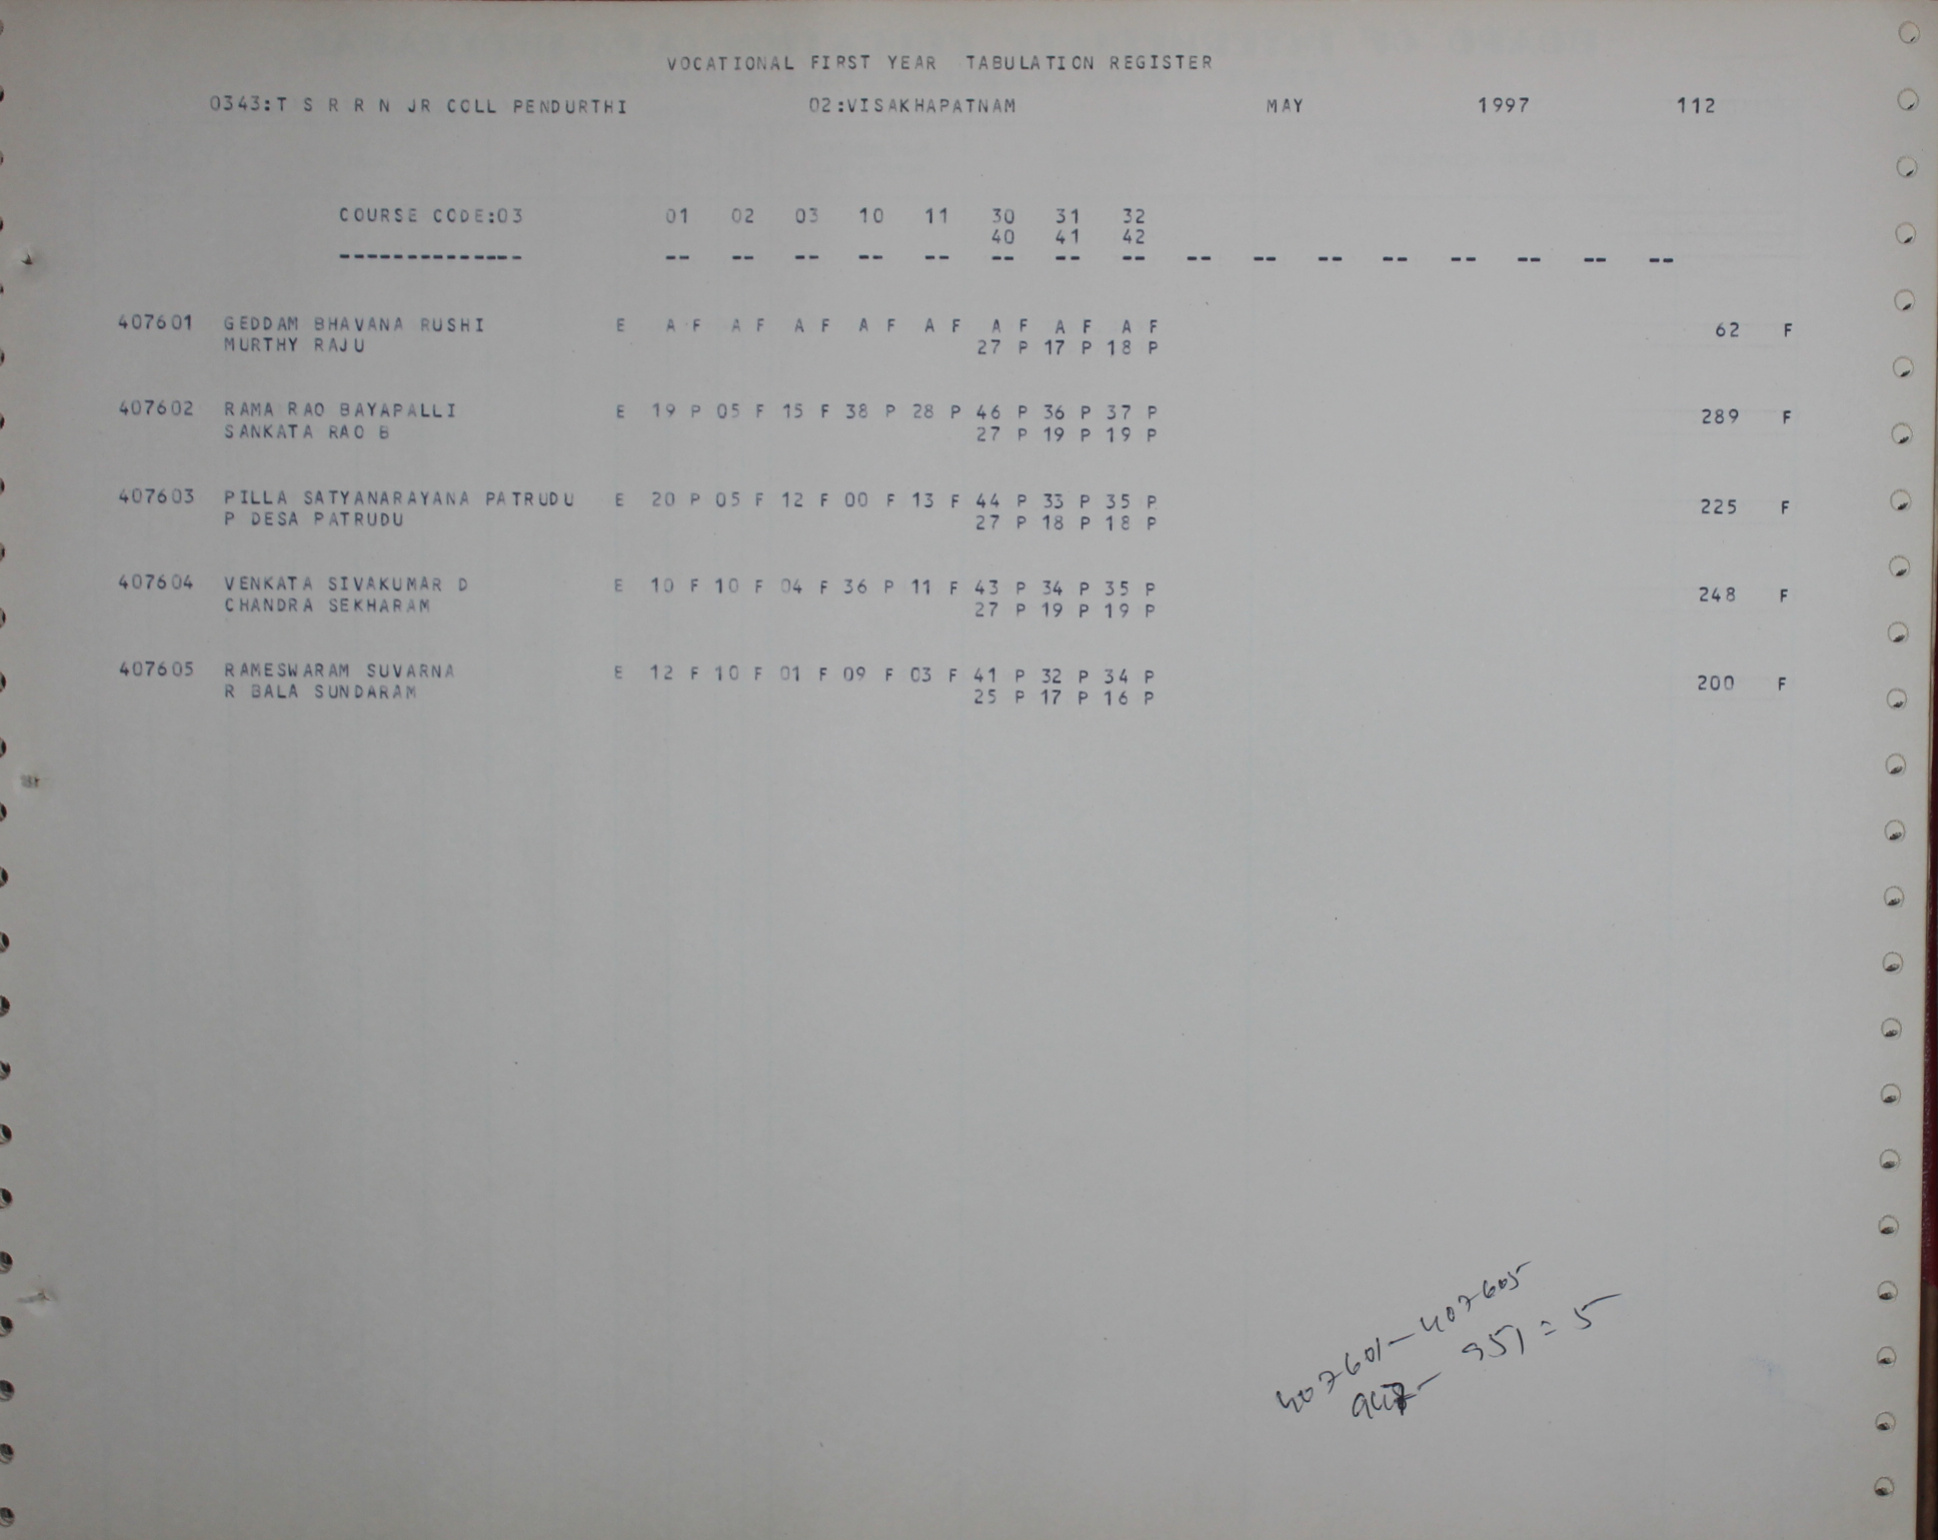 VOCATIONAL FIRST YEAR TABULATION REGISTER
0343:T S R R N JR COLL PENDURTHI 02:VISAKHAPATNAM MAY 1997 112
COURSE CODE:03 01 02 03 10 11 30 31 32
40 41 42
-------------- -- -- -- -- -- -- -- -- -- -- -- -- -- -- -- --
407601 GEDDAM BHAVANA RUSHI E A F A F A F A F A F A F A F A F 62 F
MURTHY RAJU 27 P 17 P 18 P
407602 RAMA RAO BAYAPALLI E 19 P 05 F 15 F 38 P 28 P 46 P 36 P 37 P 289 F
SANKATA RAO B 27 P 19 P 19 P
407603 PILLA SATYANARAYANA PATRUDU E 20 P 05 F 12 F 00 F 13 F 44 P 33 P 35 P 225 F
P DESA PATRUDU 27 P 18 P 18 P
407604 VENKATA SIVAKUMAR D E 10 F 10 F 04 F 36 P 11 F 43 P 34 P 35 P 248 F
CHANDRA SEKHARAM 27 P 19 P 19 P
407605 RAMESWARAM SUVARNA E 12 F 10 F 01 F 09 F 03 F 41 P 32 P 34 P 200 F
R BALA SUNDARAM 25 P 17 P 16 P
407601-407605
947- 951=5